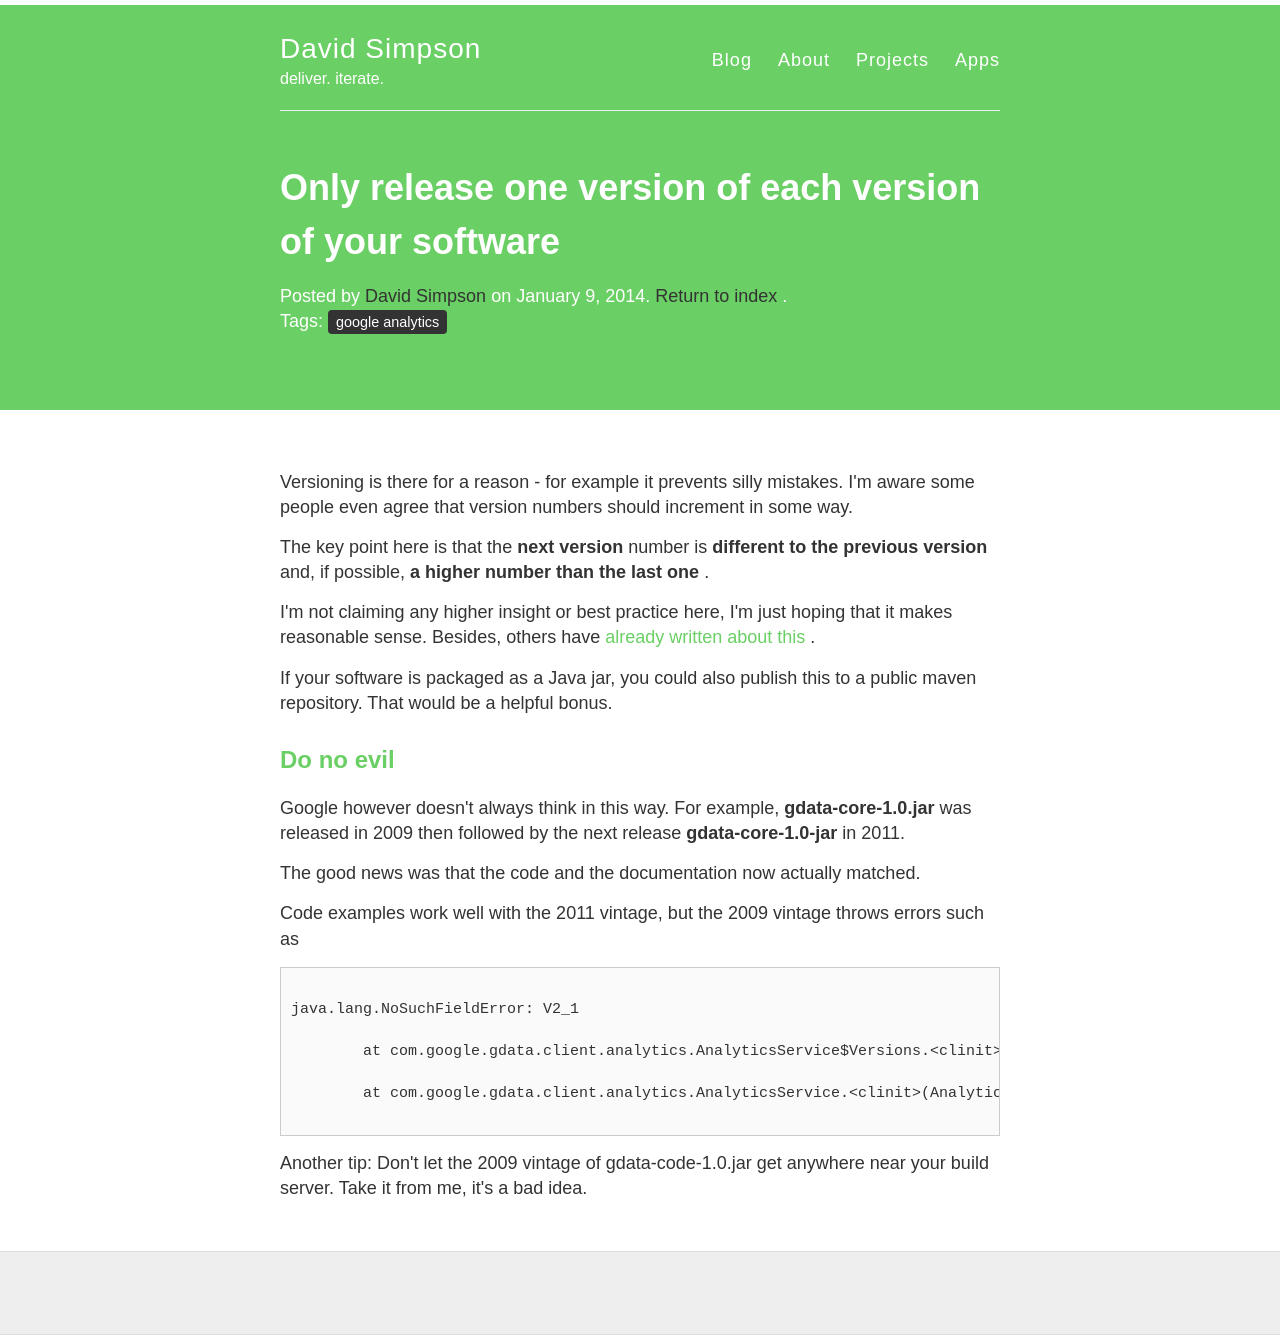 David Simpson
deliver. iterate.
Blog About Projects Apps
Only release one version of each version
of your software
Posted by David Simpson on January 9, 2014. Return to index .
Tags: google analytics
Versioning is there for a reason - for example it prevents silly mistakes. I'm aware some
people even agree that version numbers should increment in some way.
The key point here is that the next version number is different to the previous version
and, if possible, a higher number than the last one .
I'm not claiming any higher insight or best practice here, I'm just hoping that it makes
reasonable sense. Besides, others have already written about this .
If your software is packaged as a Java jar, you could also publish this to a public maven
repository. That would be a helpful bonus.
Do no evil
Google however doesn't always think in this way. For example, gdata-core-1.0.jar was
released in 2009 then followed by the next release gdata-core-1.0-jar in 2011.
The good news was that the code and the documentation now actually matched.
Code examples work well with the 2011 vintage, but the 2009 vintage throws errors such
as
java.lang.NoSuchFieldError: V2_1
at com.google.gdata.client.analytics.AnalyticsService$Versions.<clinit>
at com.google.gdata.client.analytics.AnalyticsService.<clinit>(Analytic
Another tip: Don't let the 2009 vintage of gdata-code-1.0.jar get anywhere near your build
server. Take it from me, it's a bad idea.